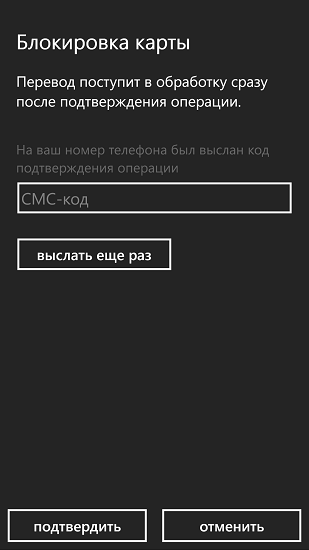 Блокировка карты
Перевод поступит в обработку сразу
после подтверждения операции.
На ваш номер телефона был выслан код
подтверждения операции
СМС-код
выслать еще раз
подтвердить
отменить